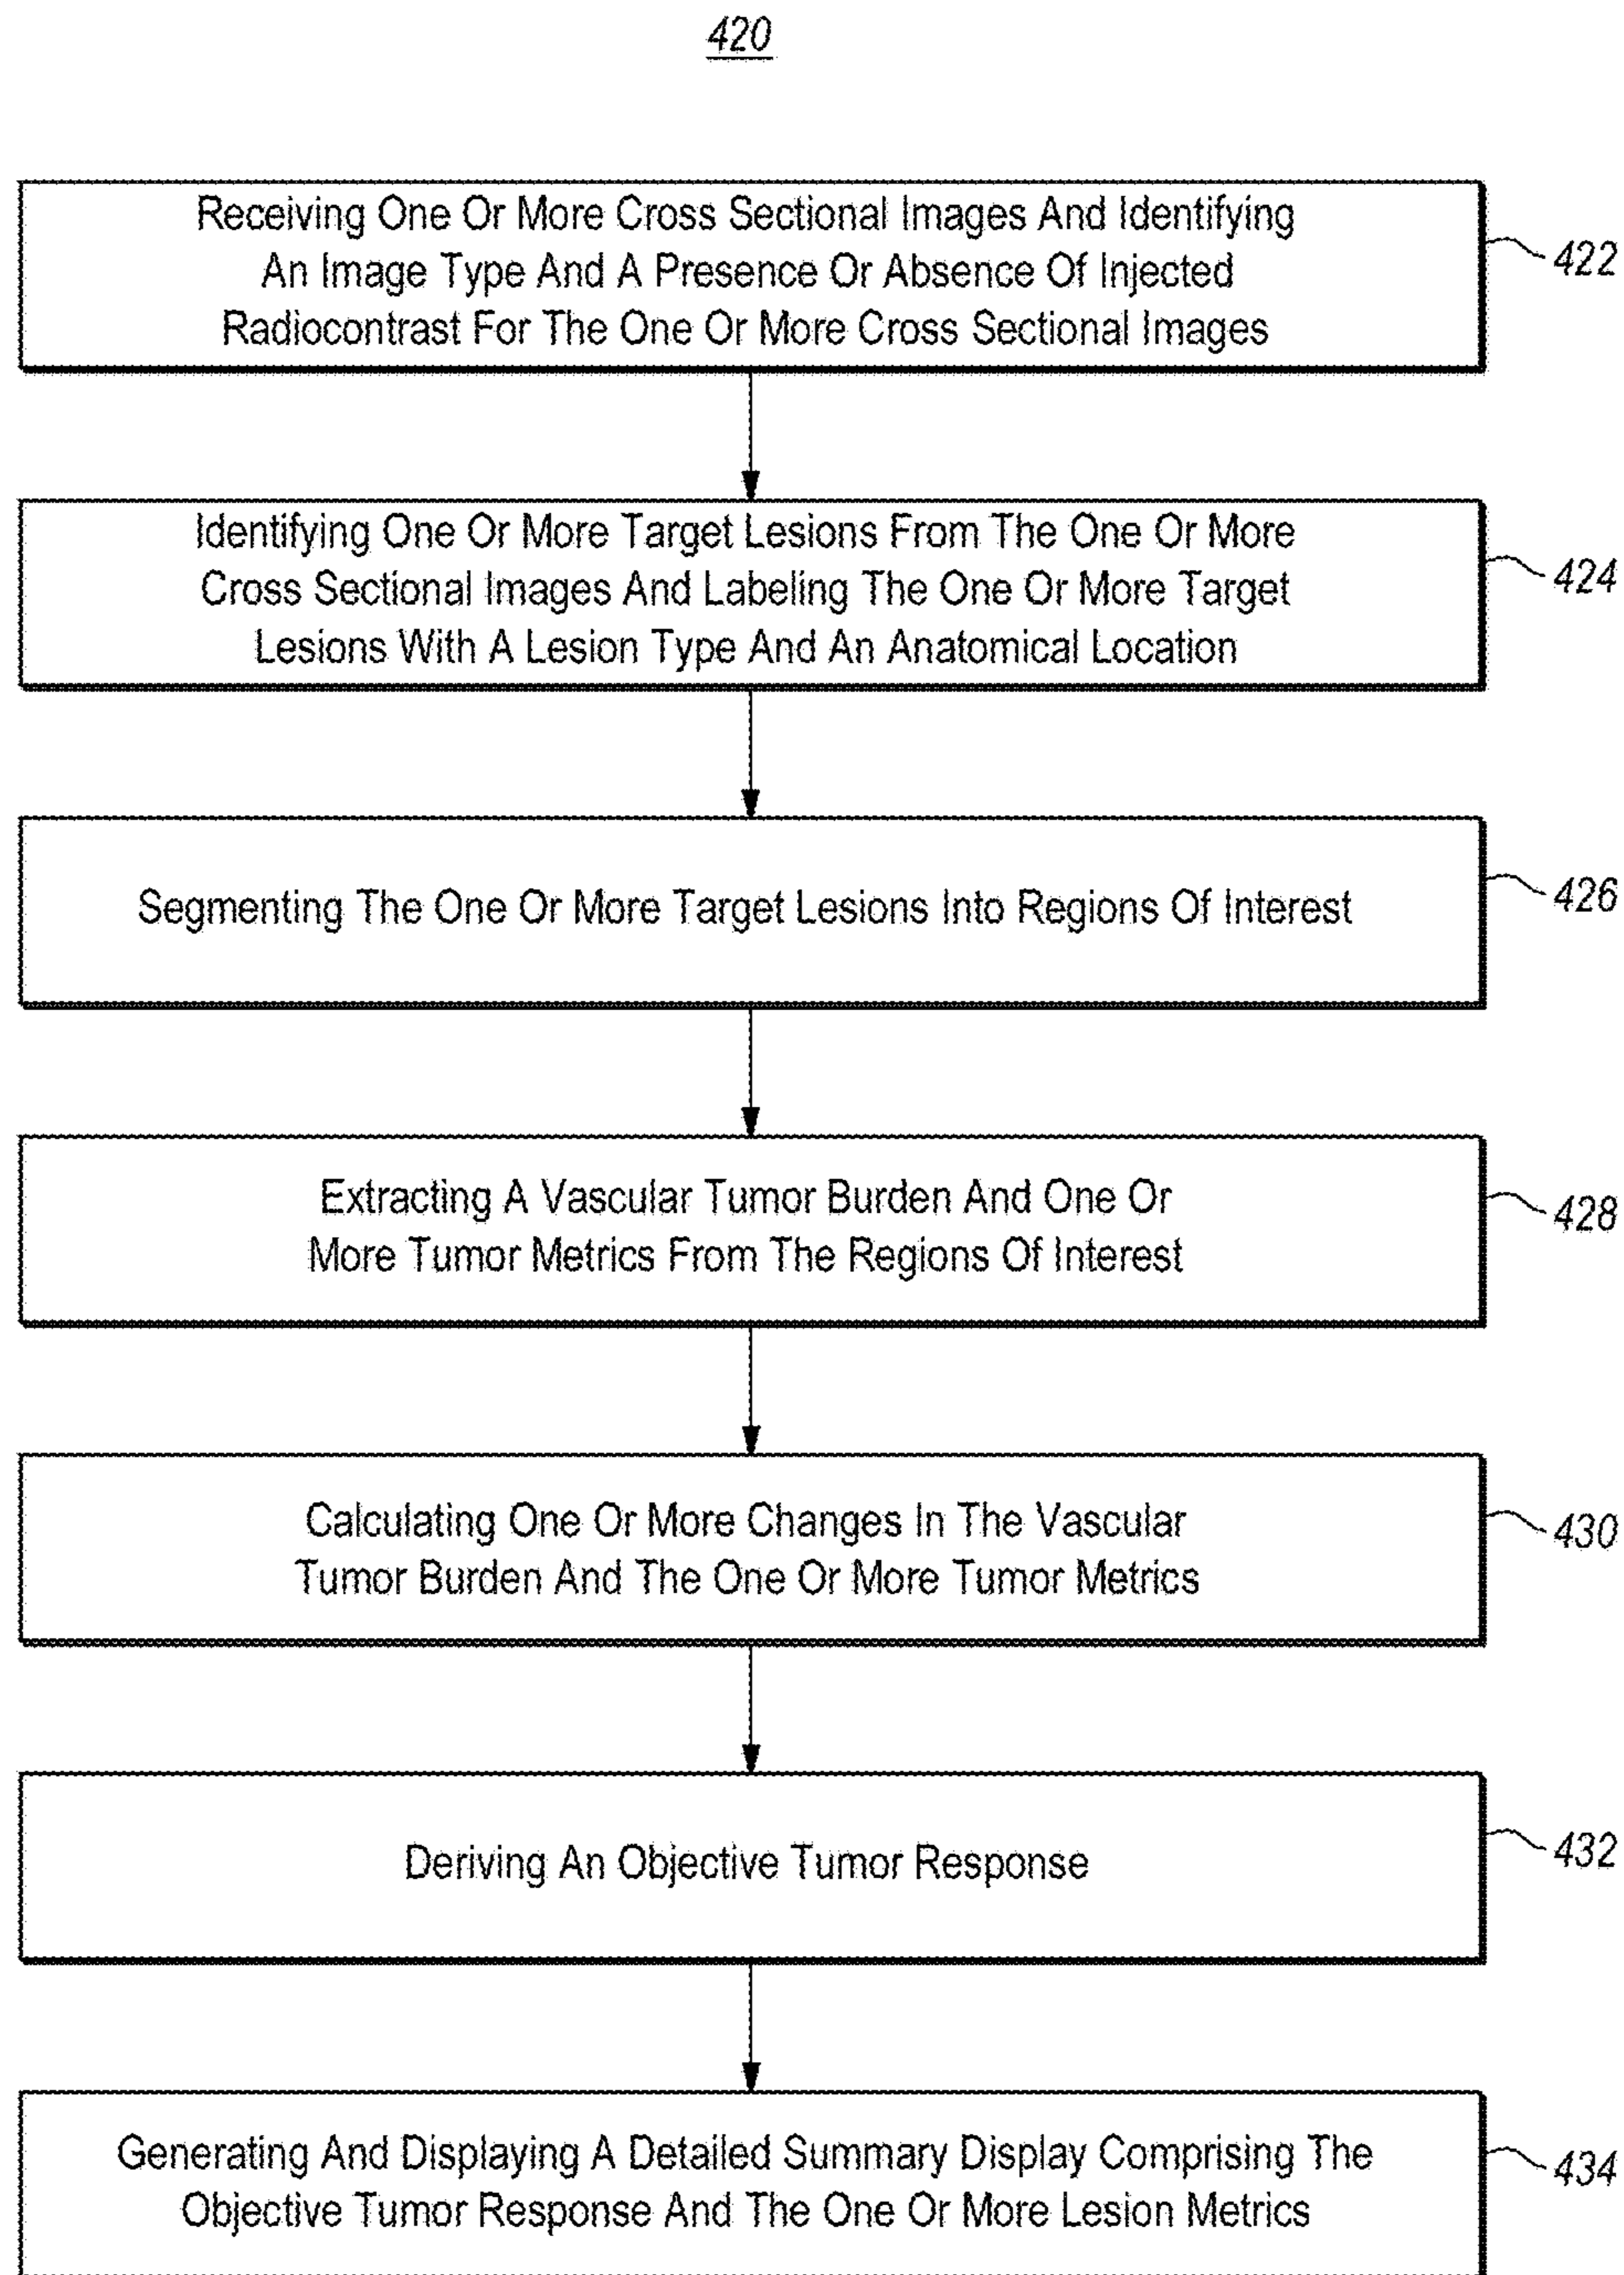 420
Receiving One Or More Cross Sectional Images And Identifying
An Image Type And A Presence Or Absence Of Injected
Radiocontrast For The One Or More Cross Sectional Images
422
Identifying One Or More Target Lesions From The One Or More
Cross Sectional Images And Labeling The One Or More Target
Lesions With A Lesion Type And An Anatomical Location
424
Segmenting The One Or More Target Lesions Into Regions Of Interest
426
Extracting A Vascular Tumor Burden And One Or
More Tumor Metrics From The Regions Of Interest
428
Calculating One Or More Changes In The Vascular
Tumor Burden And The One Or More Tumor Metrics
430
Deriving An Objective Tumor Response
432
Generating And Displaying A Detailed Summary Display Comprising The
Objective Tumor Response And The One Or More Lesion Metrics
434